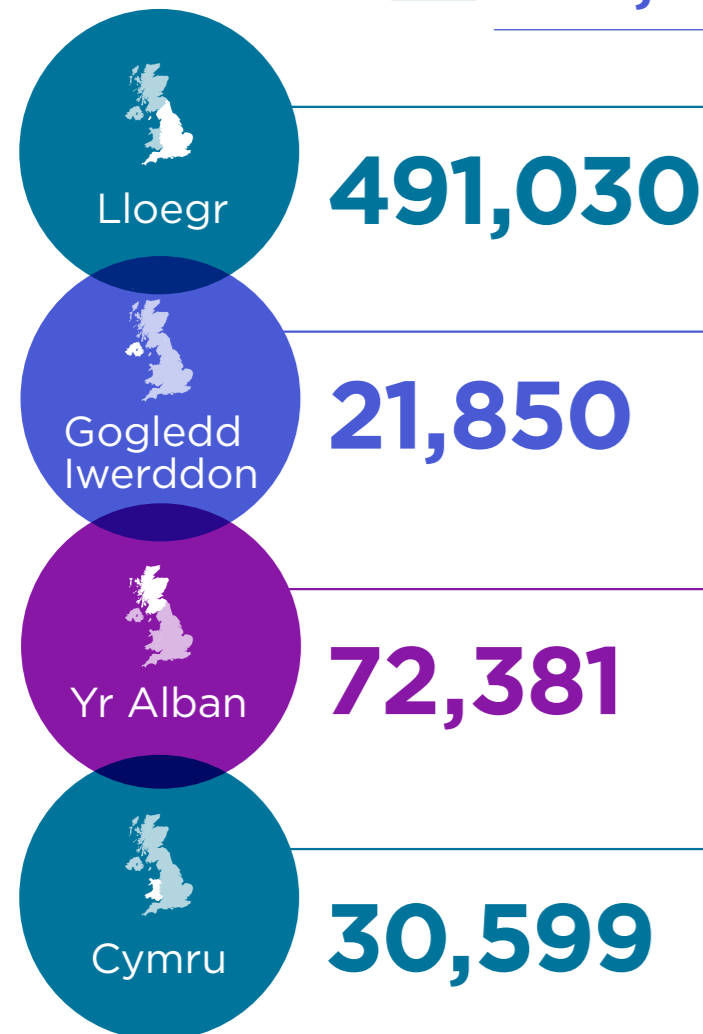 Lloegr
491,030
Gogledd
Iwerddon
21,850
Yr Alban
72,381
Cymru
30,599